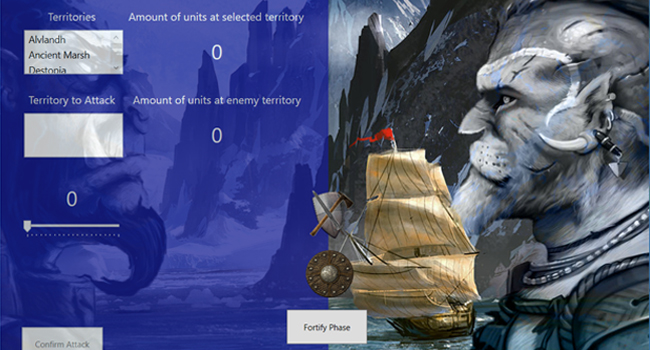 Territories
Amount of units at selected territory
Alvlandh
Ancient Marsh
Destopia
0
Territory to Attack
Amount of units at enemy territory
0
0
Fortify Phase
Confirm Attack